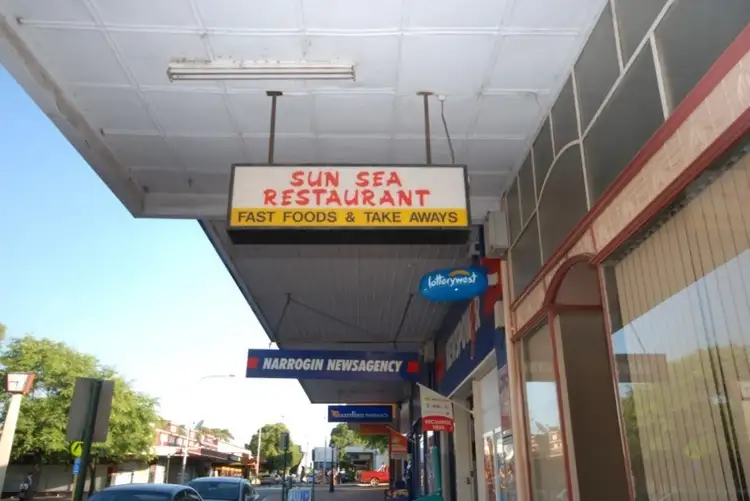 SUN SEA
RESTAURANT
FAST FOODS & TAKE AWAYS
lotterywest
NARROGIN NEWSAGENCY